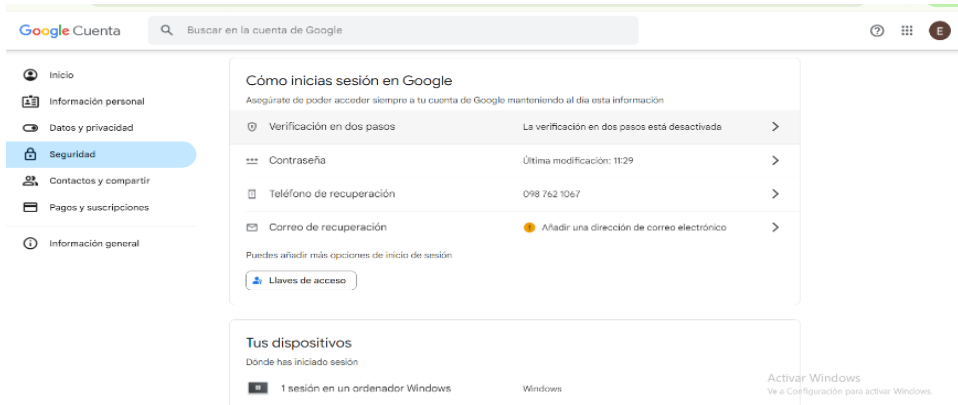 Google Cuenta
Buscar en la cuenta de Google
E
Inicio
Información personal
Datos y privacidad
Seguridad
Contactos y compartir
Pagos y suscripciones
Información general
Cómo inicias sesión en Google
Asegúrate de poder acceder siempre a tu cuenta de Google manteniendo al día esta información
Verificación en dos pasos La verificación en dos pasos está desactivada
Contraseña Última modificación: 11:29
Teléfono de recuperación 098 762 1067
Correo de recuperación Añadir una dirección de correo electrónico
Puedes añadir más opciones de inicio de sesión
Llaves de acceso
Tus dispositivos
Dónde has iniciado sesión
1 sesión en un ordenador Windows Windows
Activar Windows
Ve a Configuración para activar Windows.